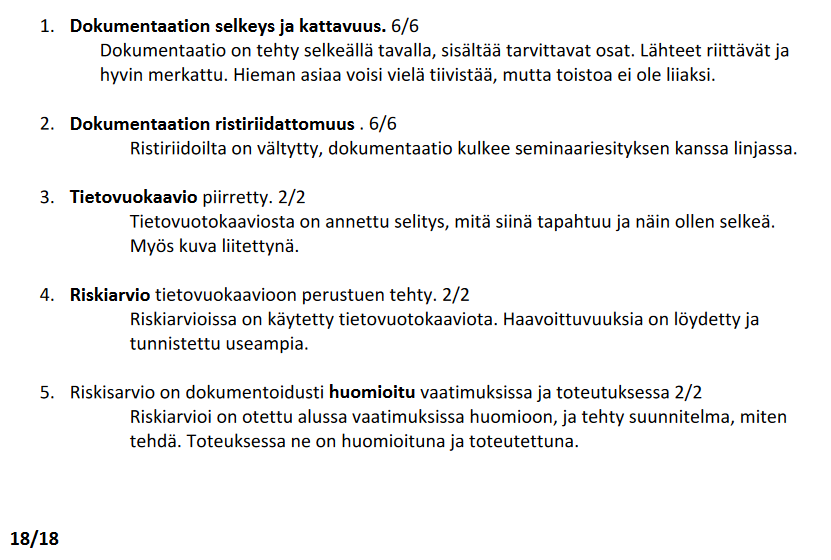 1. Dokumentaation selkeys ja kattavuus. 6/6
Dokumentaatio on tehty selkeällä tavalla, sisältää tarvittavat osat. Lähteet riittävät ja
hyvin merkattu. Hieman asiaa voisi vielä tiivistää, mutta toistoa ei ole liiaksi.
2. Dokumentaation ristiriidattomuus . 6/6
Ristiriidoilta on vältytty, dokumentaatio kulkee seminaariesityksen kanssa linjassa.
3. Tietovuokaavio piirretty. 2/2
Tietovuotokaaviosta on annettu selitys, mitä siinä tapahtuu ja näin ollen selkeä.
Myös kuva liitettynä.
4. Riskiarvio tietovuokaavioon perustuen tehty. 2/2
Riskiarvioissa on käytetty tietovuotokaaviota. Haavoittuvuuksia on löydetty ja
tunnistettu useampia.
5. Riskisarvio on dokumentoidusti huomioitu vaatimuksissa ja toteutuksessa 2/2
Riskiarvioi on otettu alussa vaatimuksissa huomioon, ja tehty suunnitelma, miten
tehdä. Toteuksessa ne on huomioituna ja toteutettuna.
18/18